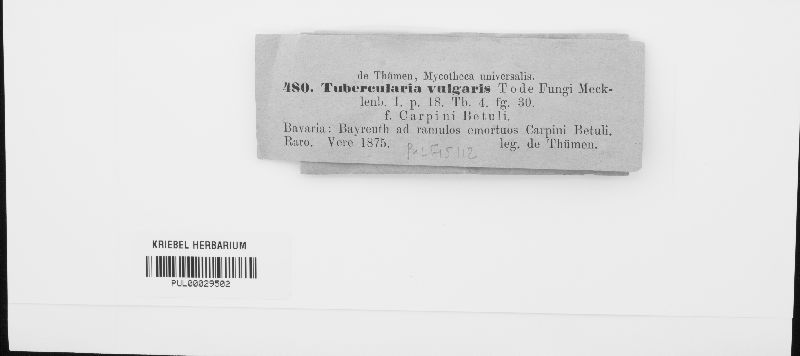 de Thümen, Mycotheca universalis.
480. Tubercularia vulgaris Tode Fungi Meck-
lenb. I. p. 18. Tb. 4. fg. 30.
f. Carpini Betuli.
Bavaria: Bayreuth ad ramulos emortuos Carpini Betuli.
Raro. Vere 1875. leg. de Thümen.
KRIEBEL HERBARIUM
PUL00029502